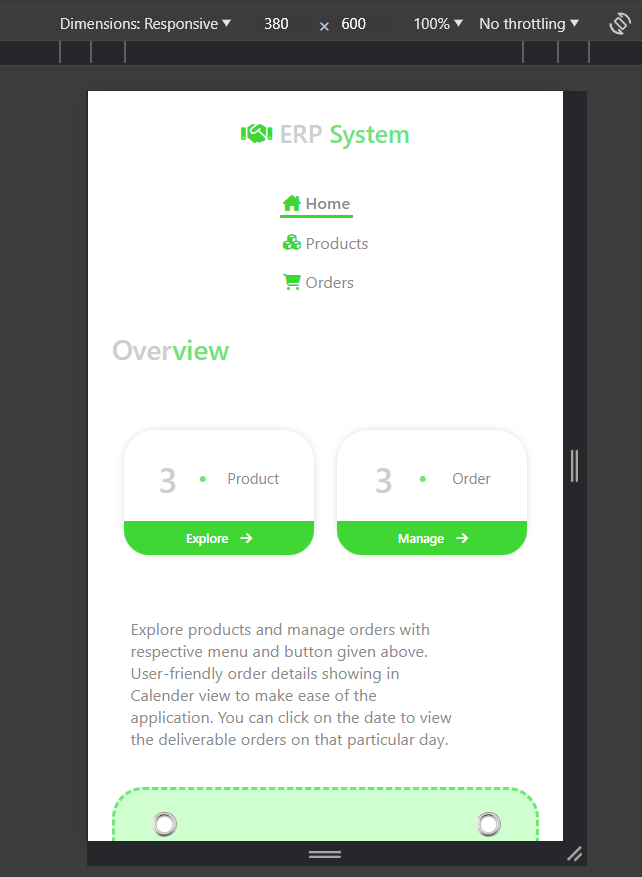 Dimensions: Responsive ▼ 380 × 600 100% ▼ No throttling ▼
ERP System
Home
Products
Orders
Overview
3 • Product
Explore →
3 • Order
Manage →
Explore products and manage orders with
respective menu and button given above.
User-friendly order details showing in
Calender view to make ease of the
application. You can click on the date to view
the deliverable orders on that particular day.